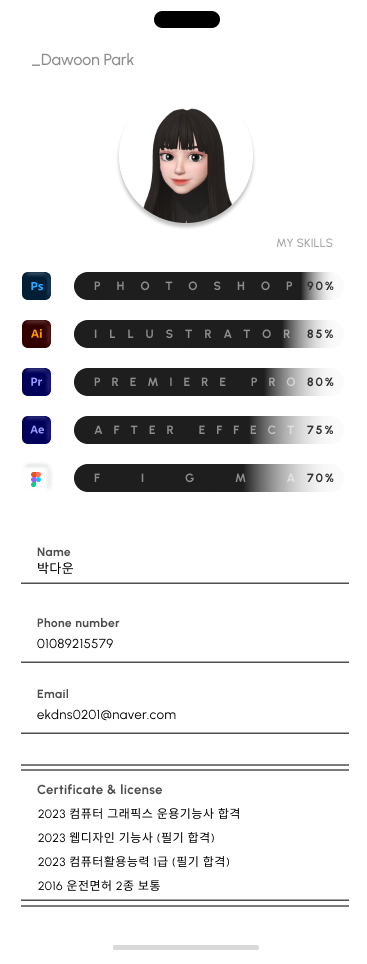 _Dawoon Park
MY SKILLS
Ps PHOTOSHOP 90%
Ai ILLUSTRATOR 85%
Pr PREMIERE PRO 80%
Ae AFTER EFFECT 75%
FIGMA 70%
Name
박다운
Phone number
01089215579
Email
ekdns0201@naver.com
Certificate & license
2023 컴퓨터 그래픽스 운용기능사 합격
2023 웹디자인 기능사 (필기 합격)
2023 컴퓨터활용능력 1급 (필기 합격)
2016 운전면허 2종 보통